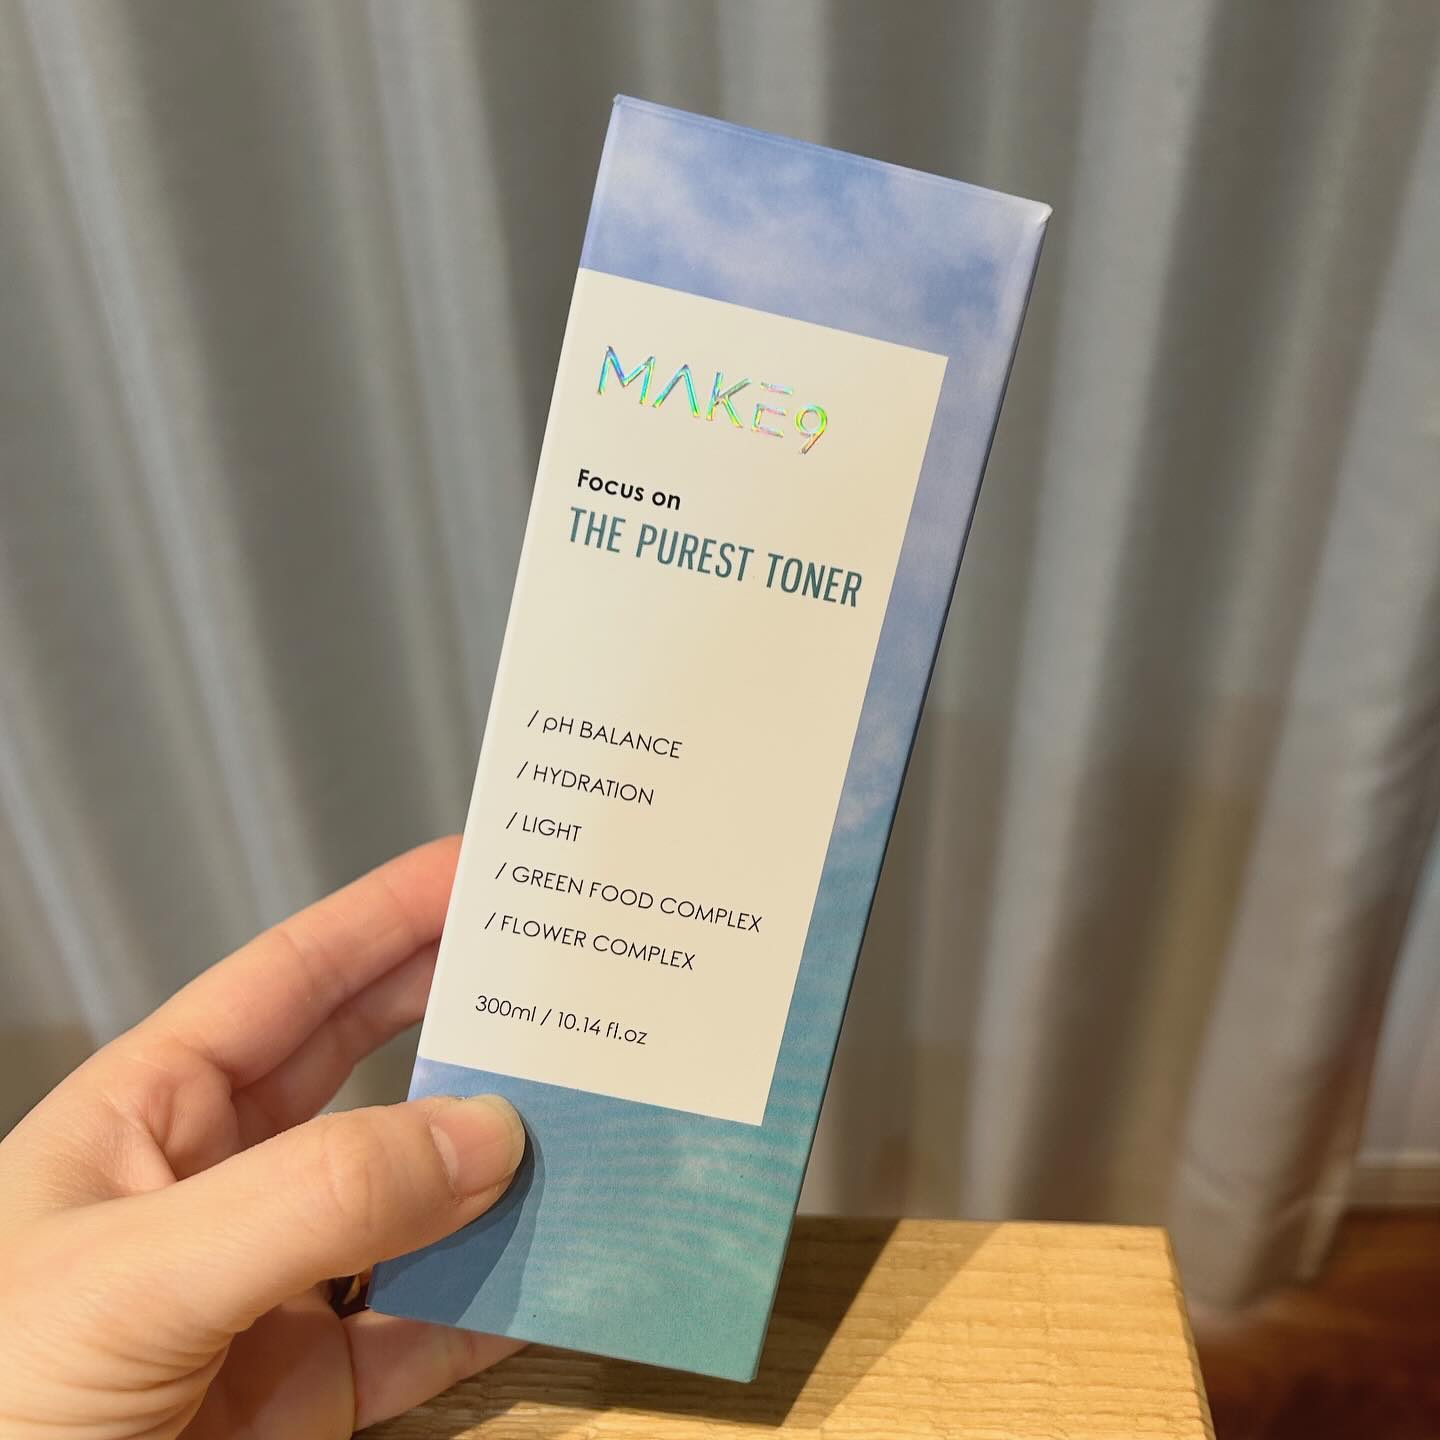 MAKE9
Focus on
THE PUREST TONER
/ pH BALANCE
/ HYDRATION
/ LIGHT
/ GREEN FOOD COMPLEX
/ FLOWER COMPLEX
300ml / 10.14 fl.oz